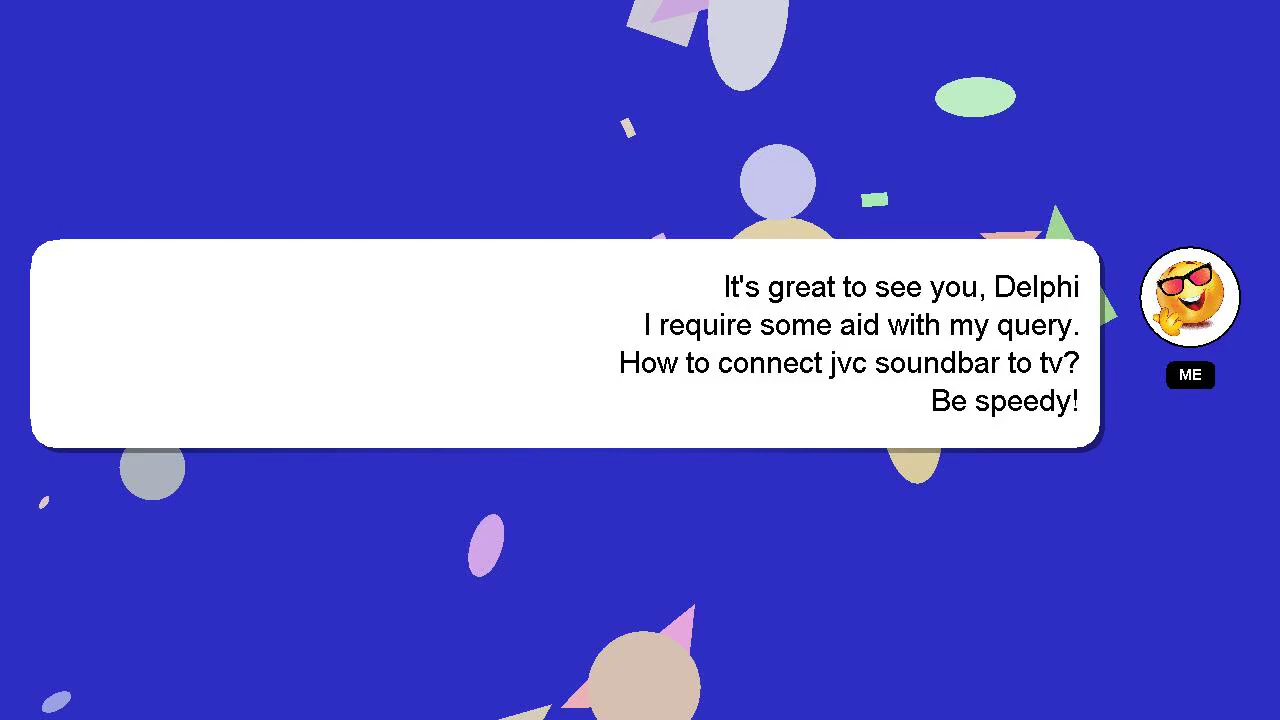 It's great to see you, Delphi
I require some aid with my query.
How to connect jvc soundbar to tv?
Be speedy!
ME